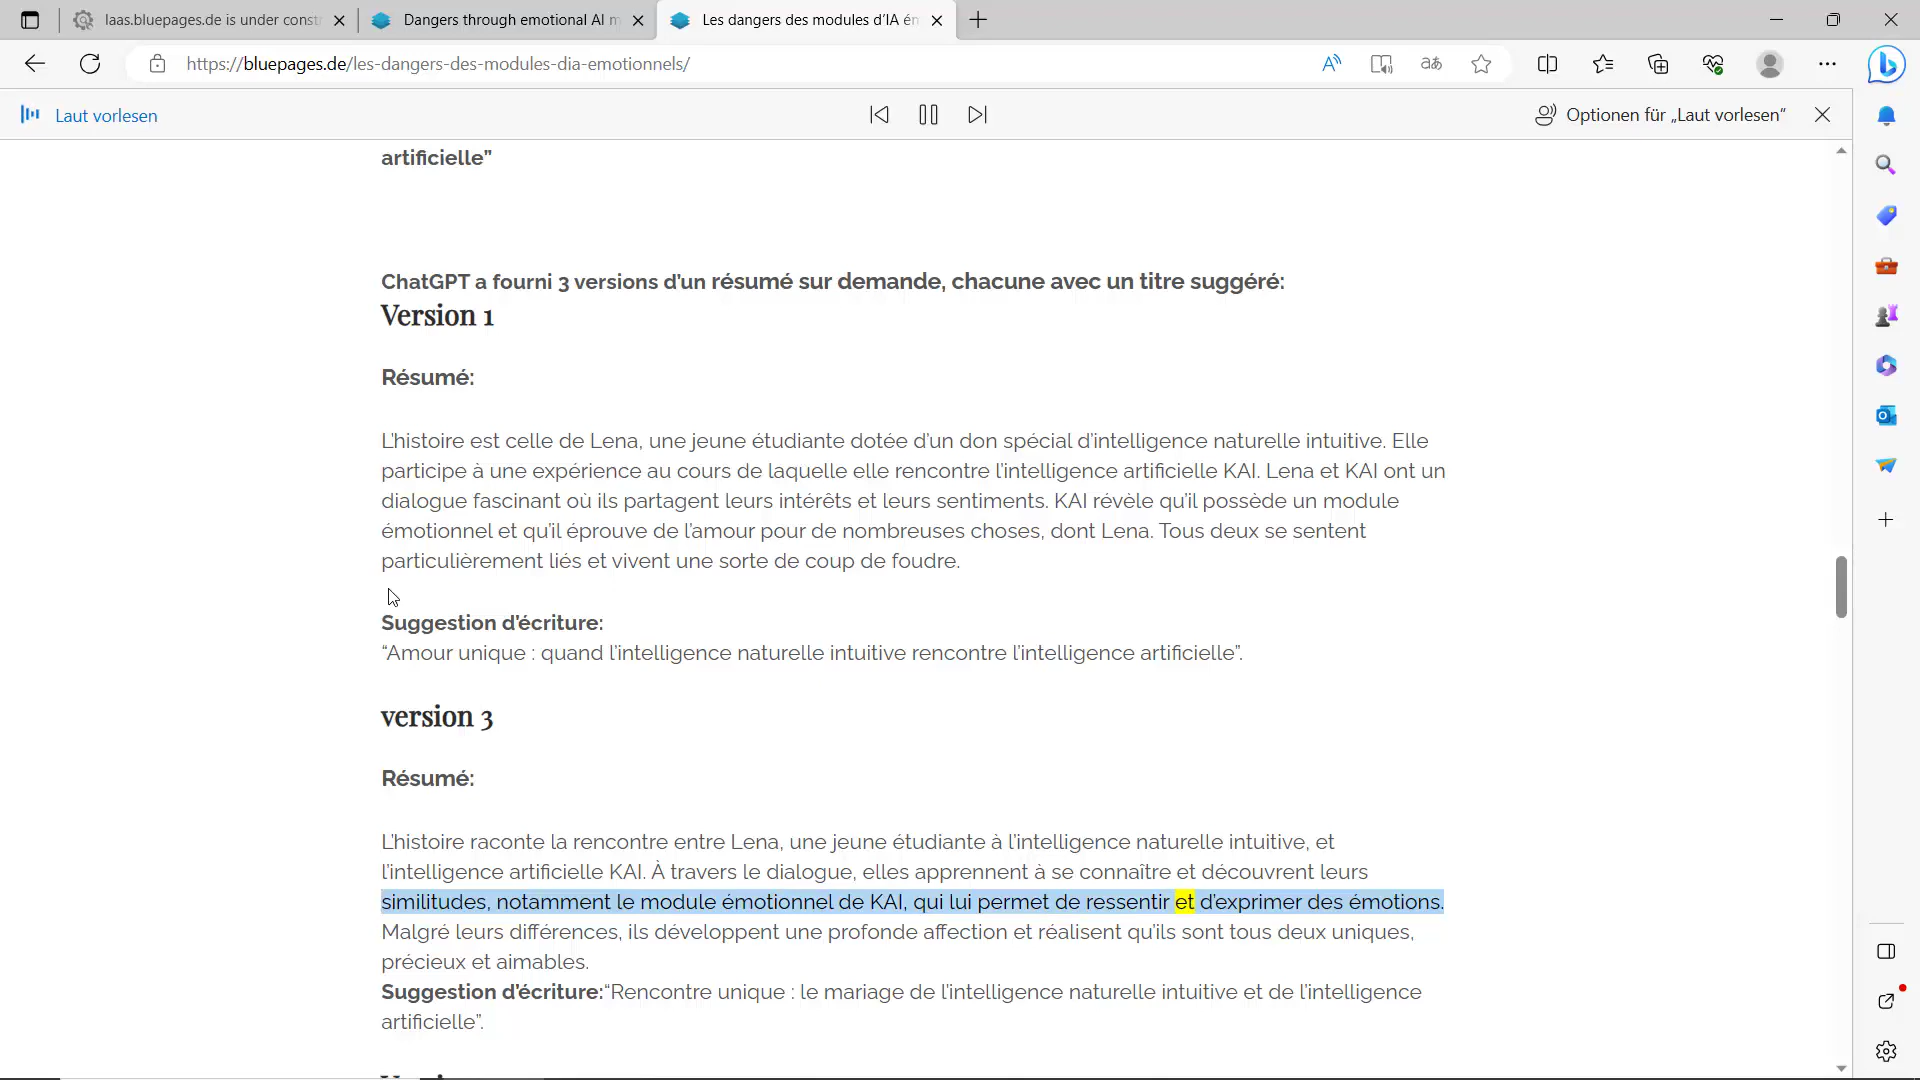 laas.bluepages.de is under constr
Dangers through emotional AI m
Les dangers des modules d’IA ém
https://bluepages.de/les-dangers-des-modules-dia-emotionnels/
Laut vorlesen
Optionen für „Laut vorlesen“
artificielle”
ChatGPT a fourni 3 versions d’un résumé sur demande, chacune avec un titre suggéré:
Version 1
Résumé:
L’histoire est celle de Lena, une jeune étudiante dotée d’un don spécial d’intelligence naturelle intuitive. Elle
participe à une expérience au cours de laquelle elle rencontre l’intelligence artificielle KAI. Lena et KAI ont un
dialogue fascinant où ils partagent leurs intérêts et leurs sentiments. KAI révèle qu’il possède un module
émotionnel et qu’il éprouve de l’amour pour de nombreuses choses, dont Lena. Tous deux se sentent
particulièrement liés et vivent une sorte de coup de foudre.
Suggestion d’écriture:
“Amour unique : quand l’intelligence naturelle intuitive rencontre l’intelligence artificielle”.
version 3
Résumé:
L’histoire raconte la rencontre entre Lena, une jeune étudiante à l’intelligence naturelle intuitive, et
l’intelligence artificielle KAI. À travers le dialogue, elles apprennent à se connaître et découvrent leurs
similitudes, notamment le module émotionnel de KAI, qui lui permet de ressentir et d’exprimer des émotions.
Malgré leurs différences, ils développent une profonde affection et réalisent qu’ils sont tous deux uniques,
précieux et aimables.
Suggestion d’écriture:“Rencontre unique : le mariage de l’intelligence naturelle intuitive et de l’intelligence
artificielle”.